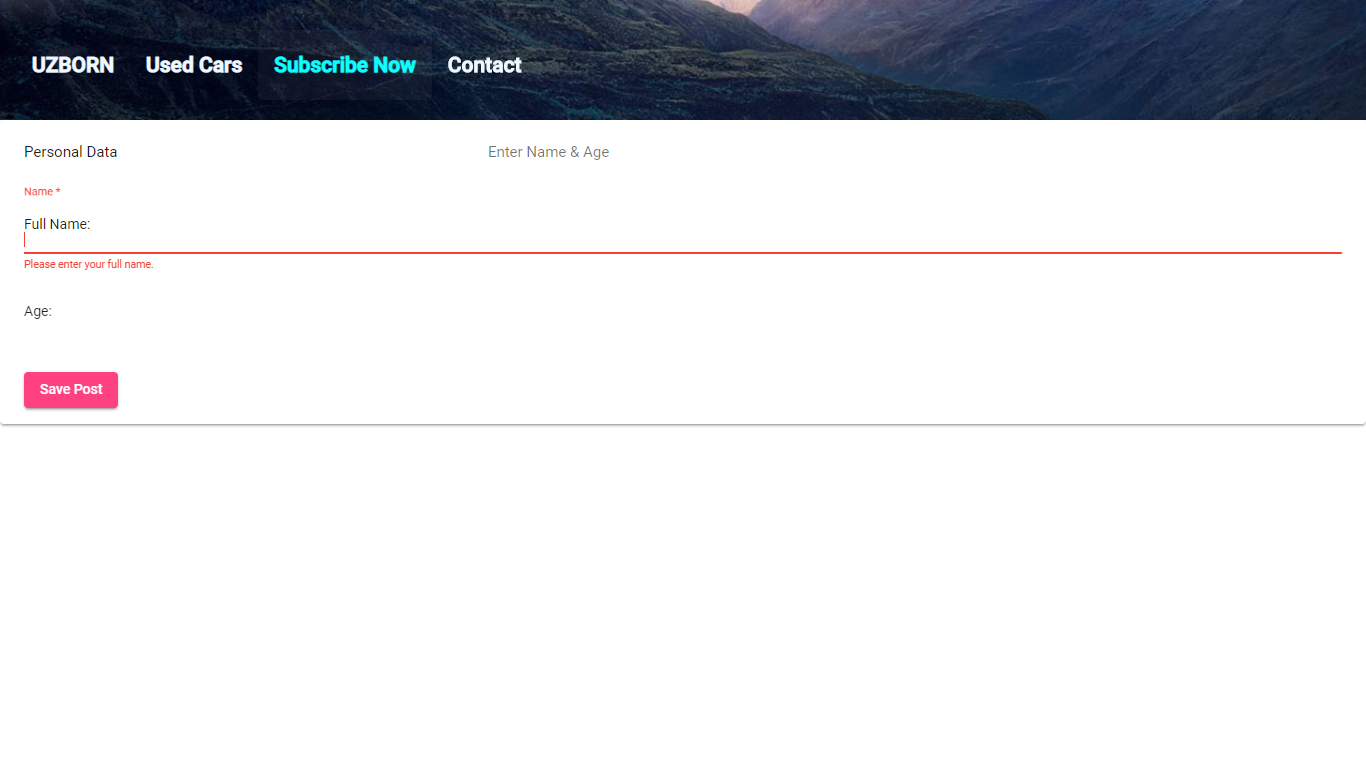 UZBORN Used Cars Subscribe Now Contact
Personal Data Enter Name & Age
Name *
Full Name:
Please enter your full name.
Age:
Save Post